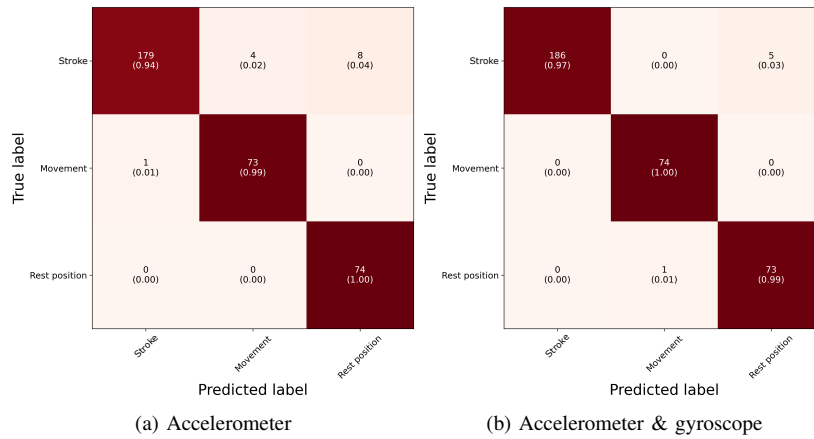 179
(0.94)
4
(0.02)
8
(0.04)
Stroke
1
(0.01)
73
(0.99)
0
(0.00)
Movement
0
(0.00)
0
(0.00)
74
(1.00)
Rest position
True label
Stroke
Movement
Rest position
Predicted label
(a) Accelerometer
186
(0.97)
0
(0.00)
5
(0.03)
Stroke
0
(0.00)
74
(1.00)
0
(0.00)
Movement
0
(0.00)
1
(0.01)
73
(0.99)
Rest position
True label
Stroke
Movement
Rest position
Predicted label
(b) Accelerometer & gyroscope